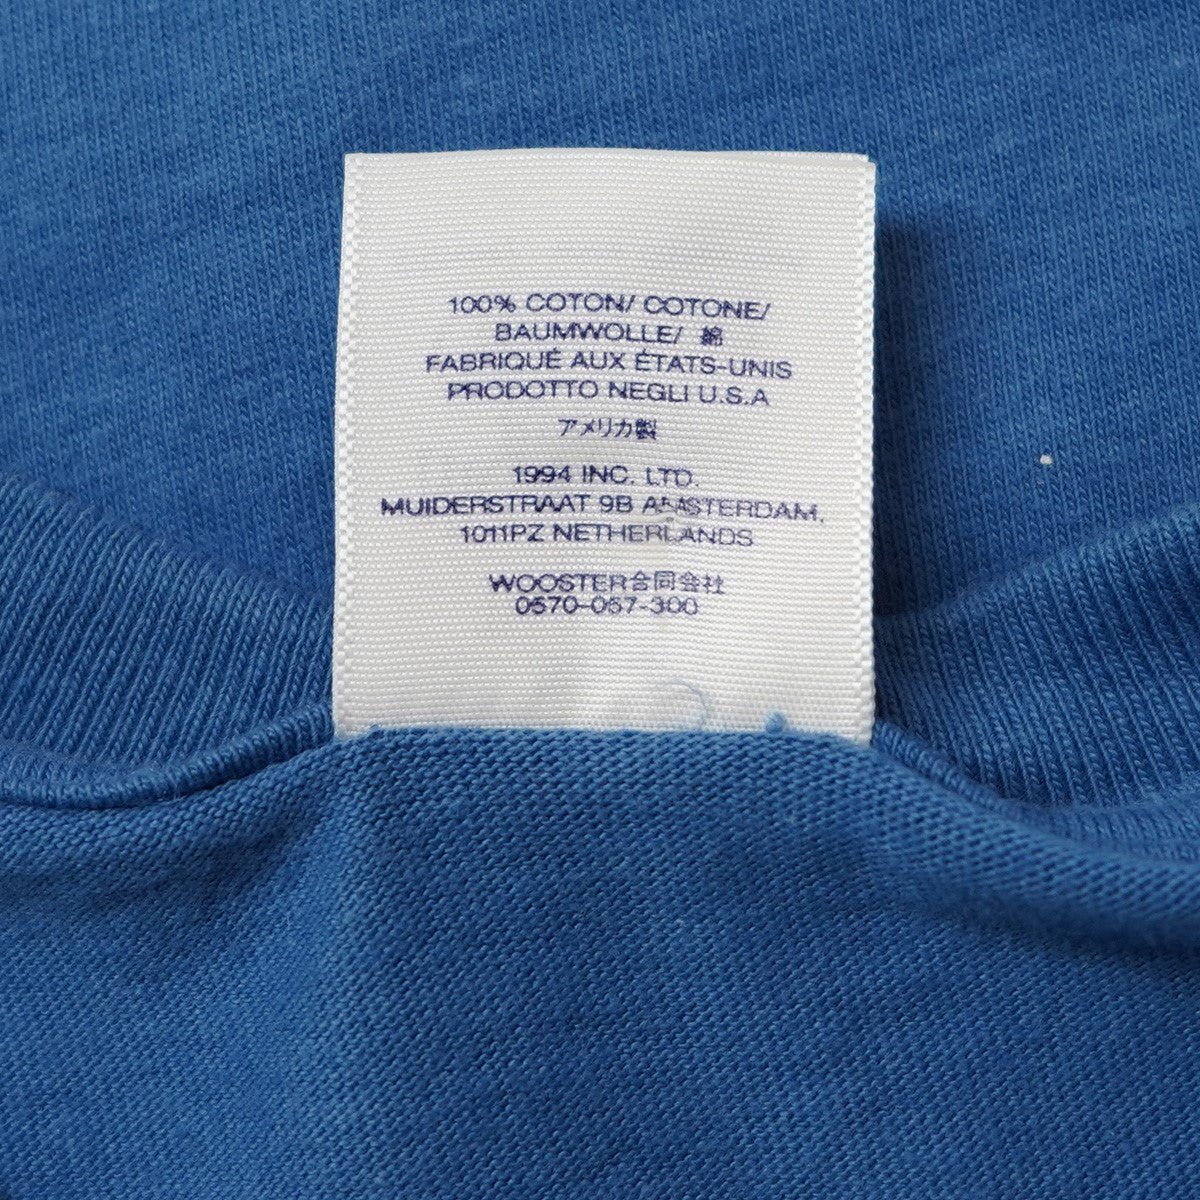 100% COTON/ COTONE/
BAUMWOLLE/ 綿
FABRIQUÉ AUX ÉTATS-UNIS
PRODOTTO NEGLI U.S.A
アメリカ製
1994 INC. LTD.
MUIDERSTRAAT 9B AMSTERDAM,
1011PZ NETHERLANDS
WOOSTER合同会社
0570-057-300